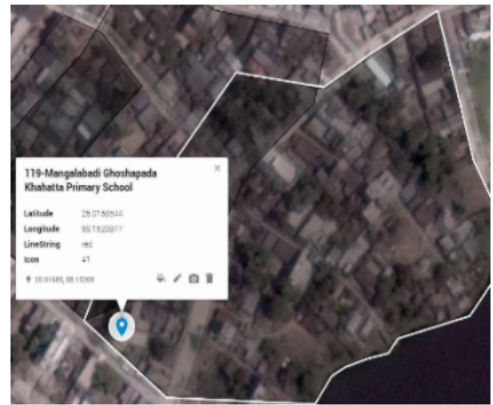 119-Mangalabadi Ghoshapada
Khahatta Primary School
Latitude
Longitude
LineString red
Icon 41